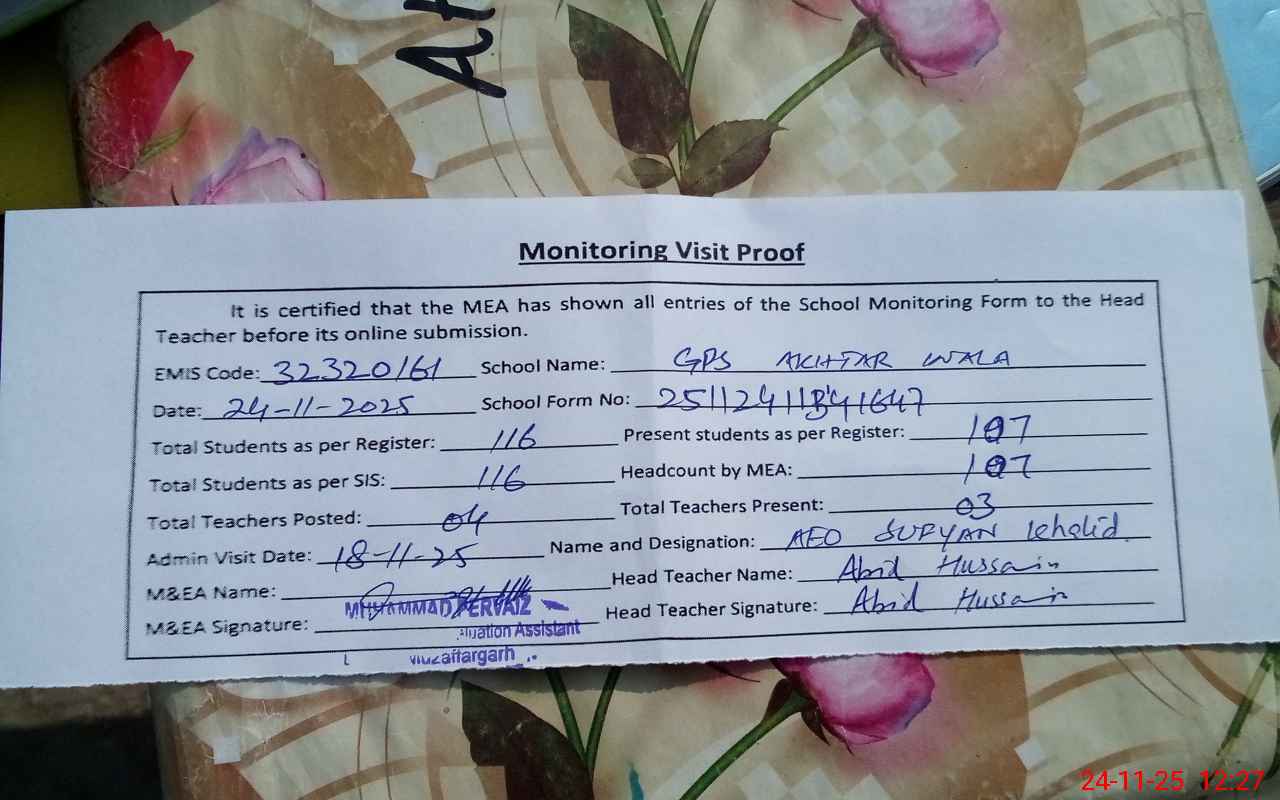 At
Monitoring Visit Proof
It is certified that the MEA has shown all entries of the School Monitoring Form to the Head
Teacher before its online submission.
EMIS Code: 32320161 School Name: GPS AKHTAR WALA
Date: 24-11-2025 School Form No:
Total Students as per Register: 116 Present students as per Register: 107
Total Students as per SIS: 116 Headcount by MEA: 107
Total Teachers Posted: 04 Total Teachers Present: 03
Admin Visit Date: 18-11-25 Name and Designation: AEO SUFYAN Khalid.
M&EA Name: Head Teacher Name: Abid Hussain
MUHAMMAD PERVAIZ
M&EA Signature: Head Teacher Signature: Abid Hussain
Assistant
Muzaffargarh
24-11-25 12:27